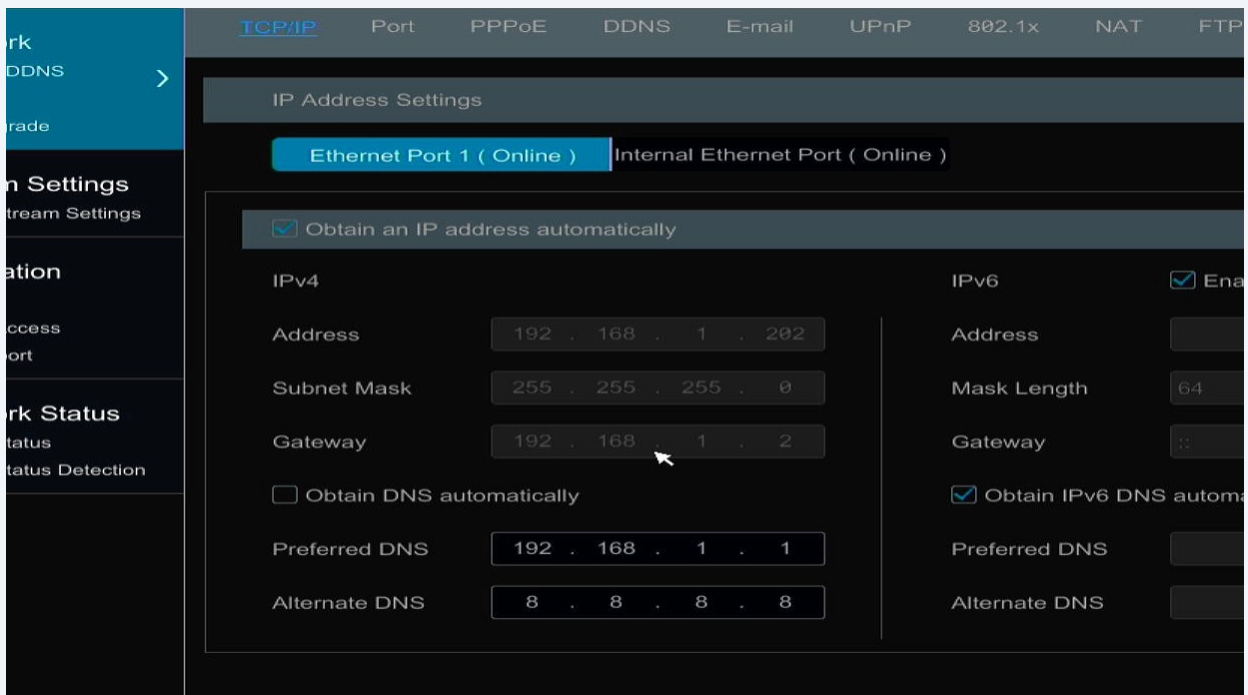 TCP/IP Port PPPoE DDNS E-mail UPnP 802.1x NAT FTP
rk
DDNS
rade
n Settings
tream Settings
ation
ccess
ort
rk Status
tatus
tatus Detection
IP Address Settings
Ethernet Port 1 ( Online ) Internal Ethernet Port ( Online )
Obtain an IP address automatically
IPv4
Address 192 . 168 . 1 . 202
Subnet Mask 255 . 255 . 255 . 0
Gateway 192 . 168 . 1 . 2
Obtain DNS automatically
Preferred DNS 192 . 168 . 1 . 1
Alternate DNS 8 . 8 . 8 . 8
IPv6 Ena
Address
Mask Length 64
Gateway ::
Obtain IPv6 DNS automa
Preferred DNS
Alternate DNS